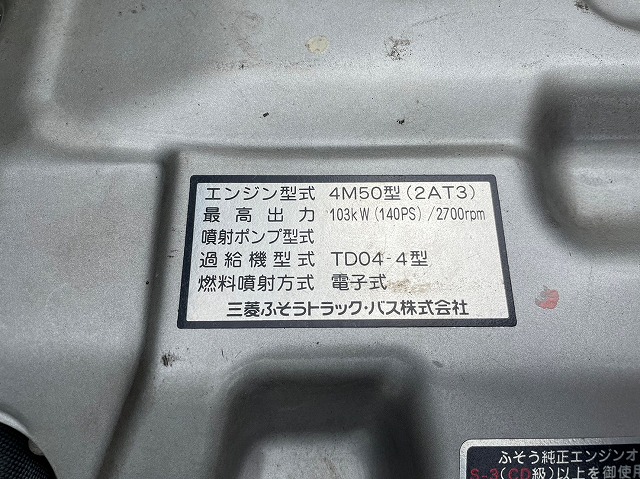 エンジン型式 4M50型(2AT3)
最高出力 103kW(140PS)/2700rpm
噴射ポンプ型式
過給機型式 TD04-4型
燃料噴射方式 電子式
三菱ふそうトラック・バス株式会社
ふそう純正エンジンオ
S-3(CD級)以上を御使用